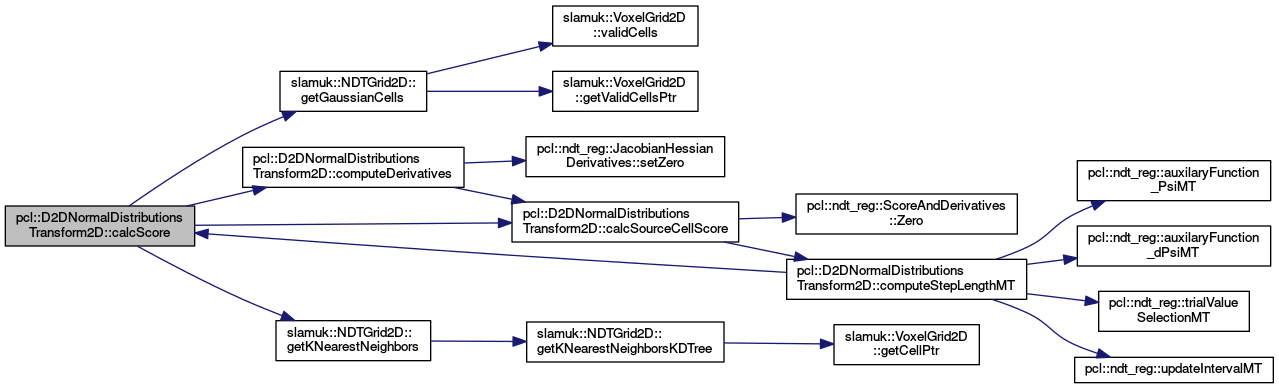 slamuk::VoxelGrid2D
::validCells
slamuk::NDTGrid2D::
getGaussianCells
slamuk::VoxelGrid2D
::getValidCellsPtr
pcl::D2DNormalDistributions
Transform2D::computeDerivatives
pcl::ndt_reg::JacobianHessian
Derivatives::setZero
pcl::ndt_reg::auxilaryFunction
_PsiMT
pcl::D2DNormalDistributions
Transform2D::calcScore
pcl::D2DNormalDistributions
Transform2D::calcSourceCellScore
pcl::ndt_reg::ScoreAndDerivatives
::Zero
pcl::ndt_reg::auxilaryFunction
_dPsiMT
pcl::D2DNormalDistributions
Transform2D::computeStepLengthMT
pcl::ndt_reg::trialValue
SelectionMT
slamuk::NDTGrid2D::
getKNearestNeighbors
slamuk::NDTGrid2D::
getKNearestNeighborsKDTree
slamuk::VoxelGrid2D
::getCellPtr
pcl::ndt_reg::updateIntervalMT